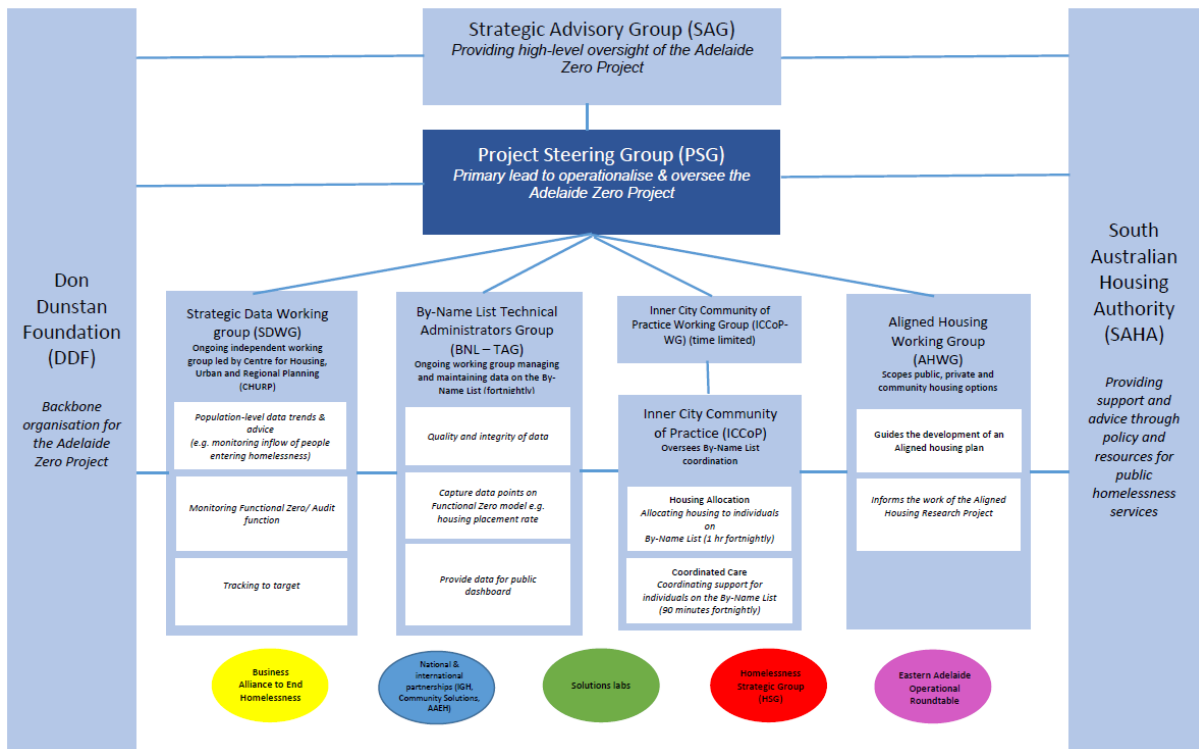 Strategic Advisory Group (SAG)
Providing high-level oversight of the Adelaide
Zero Project
Project Steering Group (PSG)
Primary lead to operationalise & oversee the
Adelaide Zero Project
Don
Dunstan
Foundation
(DDF)
Backbone
organisation for
the Adelaide
Zero Project
Strategic Data Working
group (SDWG)
Ongoing independent working
group led by Centre for Housing,
Urban and Regional Planning
(CHURP)
Population-level data trends &
advice
(e.g. monitoring inflow of people
entering homelessness)
Monitoring Functional Zero/ Audit
function
Tracking to target
By-Name List Technical
Administrators Group
(BNL – TAG)
Ongoing working group managing
and maintaining data on the By-
Name List (fortnightly)
Quality and integrity of data
Capture data points on
Functional Zero model e.g.
housing placement rate
Provide data for public
dashboard
Inner City Community of
Practice Working Group (ICCoP-
WG) (time limited)
Inner City Community
of Practice (ICCoP)
Oversees By-Name List
coordination
Housing Allocation
Allocating housing to individuals
on
By-Name List (1 hr fortnightly)
Coordinated Care
Coordinating support for
individuals on the By-Name List
(90 minutes fortnightly)
Aligned Housing
Working Group
(AHWG)
Scopes public, private and
community housing options
Guides the development of an
Aligned housing plan
Informs the work of the Aligned
Housing Research Project
South
Australian
Housing
Authority
(SAHA)
Providing
support and
advice through
policy and
resources for
public
homelessness
services
Business
Alliance to End
Homelessness
National &
international
partnerships (IGH,
Community Solutions,
AAEH)
Solutions labs
Homelessness
Strategic Group
(HSG)
Eastern Adelaide
Operational
Roundtable